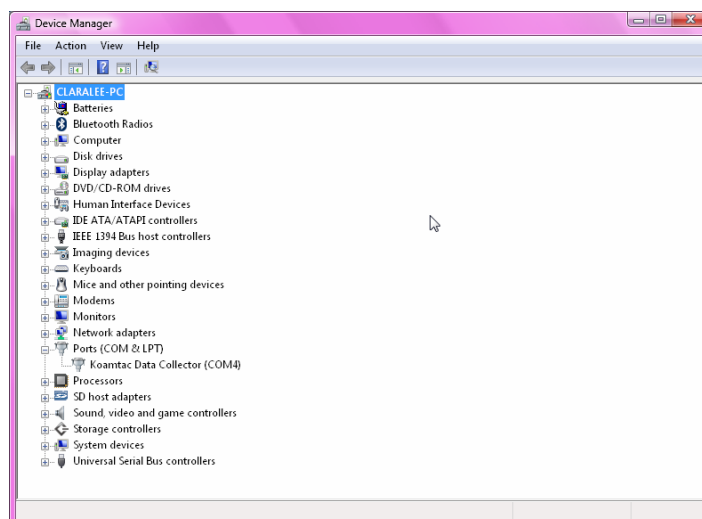 Device Manager
File Action View Help
CLARALEE-PC
Batteries
Bluetooth Radios
Computer
Disk drives
Display adapters
DVD/CD-ROM drives
Human Interface Devices
IDE ATA/ATAPI controllers
IEEE 1394 Bus host controllers
Imaging devices
Keyboards
Mice and other pointing devices
Modems
Monitors
Network adapters
Ports (COM & LPT)
Koamtac Data Collector (COM4)
Processors
SD host adapters
Sound, video and game controllers
Storage controllers
System devices
Universal Serial Bus controllers